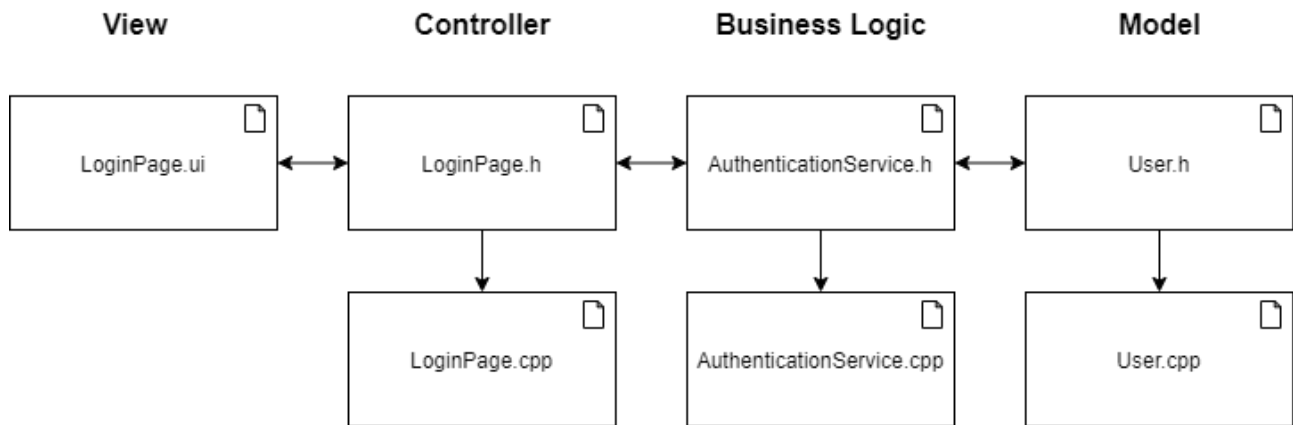 View
Controller
Business Logic
Model
LoginPage.ui
LoginPage.h
AuthenticationService.h
User.h
LoginPage.cpp
AuthenticationService.cpp
User.cpp